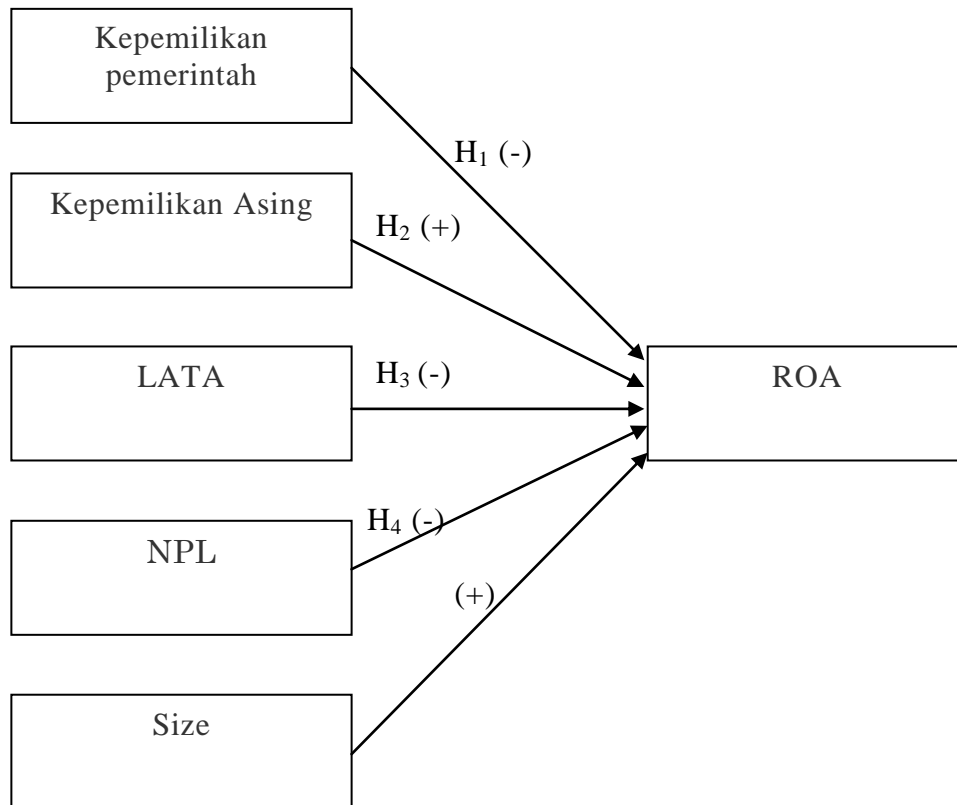 Kepemilikan
pemerintah
H₁ (-)
Kepemilikan Asing
H₂ (+)
LATA
H₃ (-)
ROA
NPL
H₄ (-)
(+)
Size